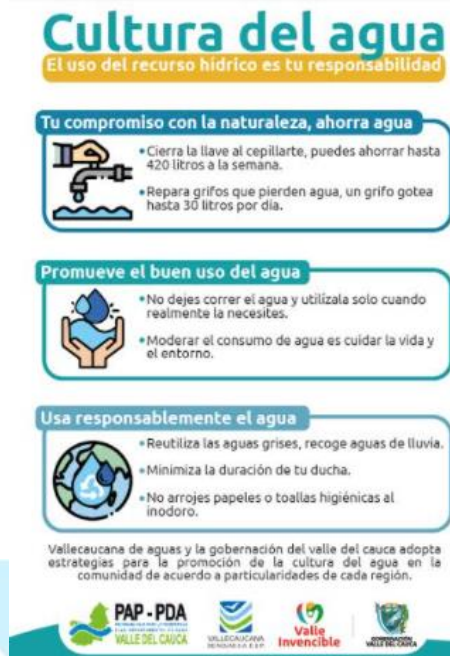 Cultura del agua
El uso del recurso hídrico es tu responsabilidad
Tu compromiso con la naturaleza, ahorra agua
•Cierra la llave al cepillarte, puedes ahorrar hasta
420 litros a la semana.
•Repara grifos que pierden agua, un grifo gotea
hasta 30 litros por día.
Promueve el buen uso del agua
•No dejes correr el agua y utilízala solo cuando
realmente la necesites.
•Moderar el consumo de agua es cuidar la vida y
el entorno.
Usa responsablemente el agua
•Reutiliza las aguas grises, recoge aguas de lluvia.
•Minimiza la duración de tu ducha.
•No arrojes papeles o toallas higiénicas al
inodoro.
Vallecaucana de aguas y la gobernación del valle del cauca adopta
estrategias para la promoción de la cultura del agua en la
comunidad de acuerdo a particularidades de cada región.
PAP - PDA
VALLE DEL CAUCA
VALLECAUCANA
DE AGUAS S.A. E.S.P.
Valle
Invencible
GOBERNACIÓN
VALLE DEL CAUCA